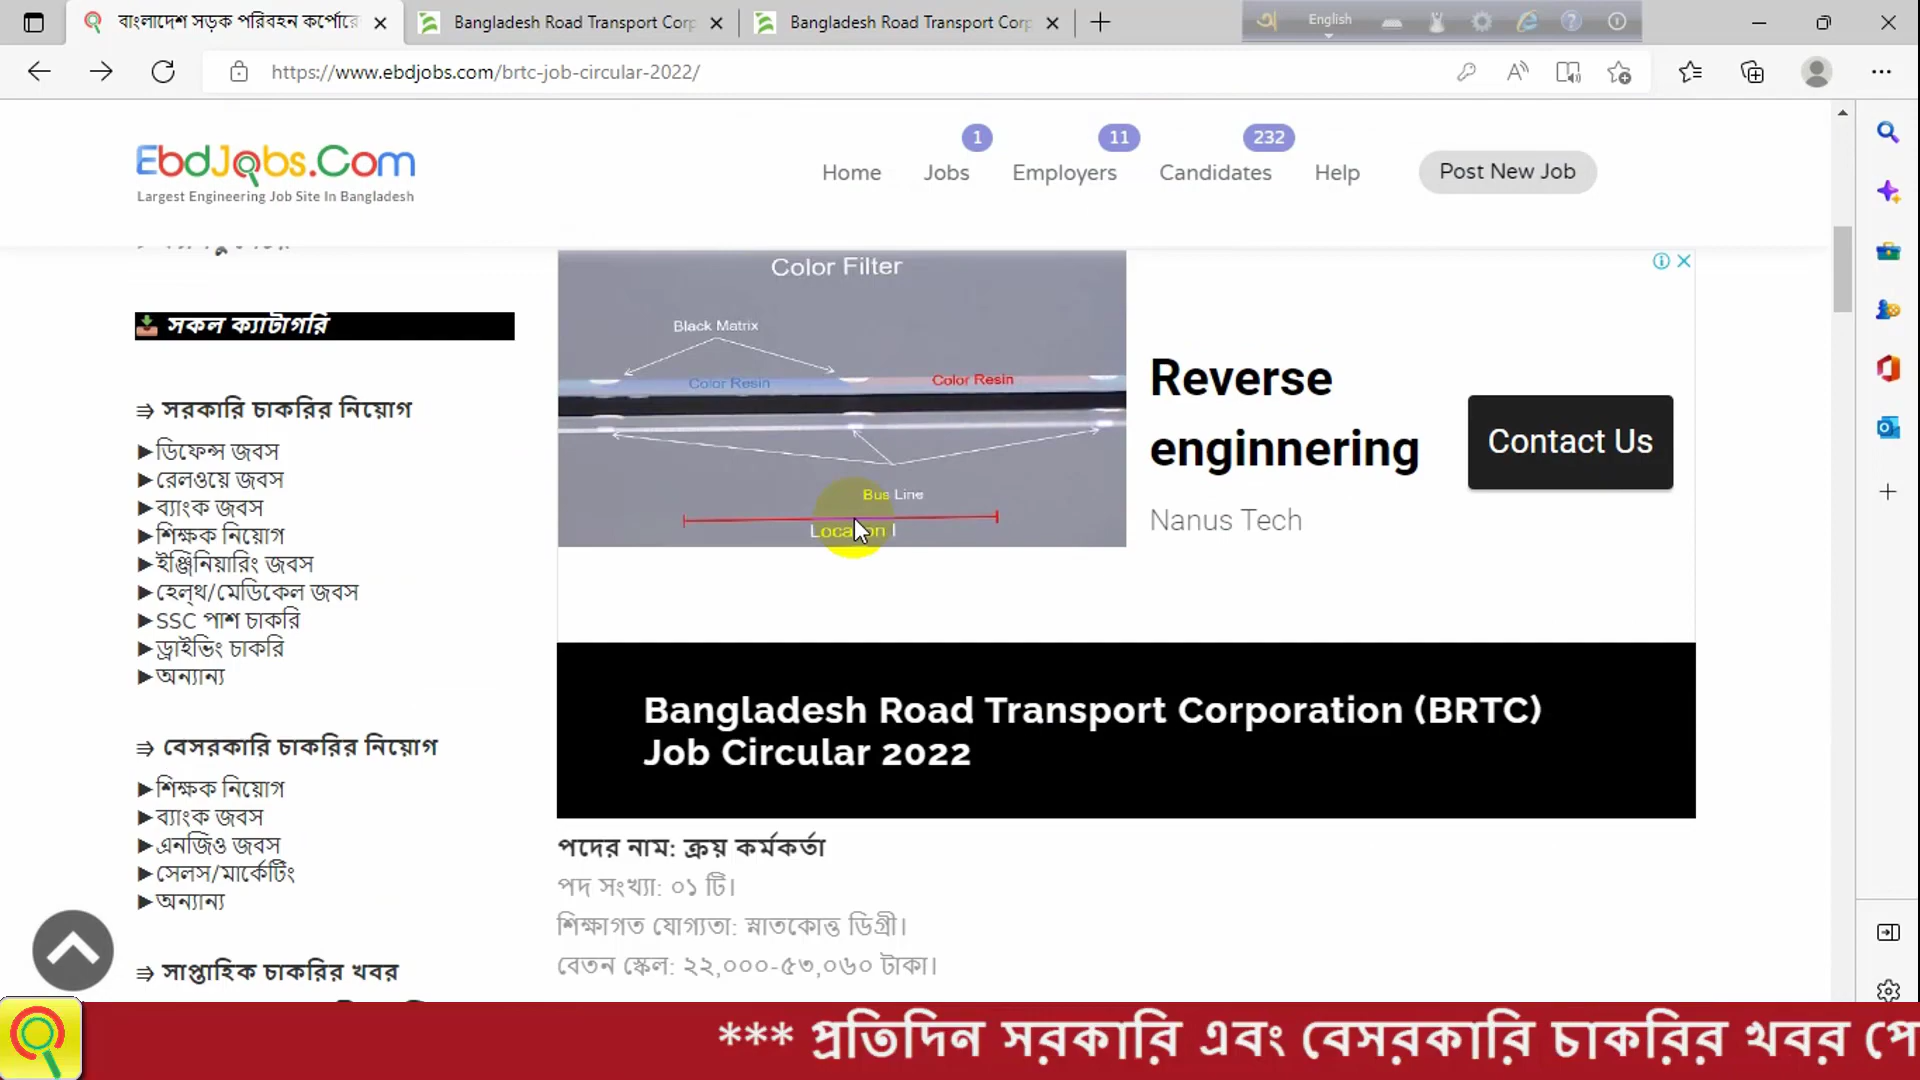 বাংলাদেশ সড়ক পরিবহন কর্পোরে
Bangladesh Road Transport Corp
Bangladesh Road Transport Corp
English
https://www.ebdjobs.com/brtc-job-circular-2022/
EbdJobs.Com
Largest Engineering Job Site In Bangladesh
Home
Jobs
1
Employers
11
Candidates
232
Help
Post New Job
সকল ক্যাটাগরি
⇛ সরকারি চাকরির নিয়োগ
►ডিফেন্স জবস
►রেলওয়ে জবস
►ব্যাংক জবস
►শিক্ষক নিয়োগ
►ইঞ্জিনিয়ারিং জবস
►হেল্থ/মেডিকেল জবস
►SSC পাশ চাকরি
►ড্রাইভিং চাকরি
►অন্যান্য
⇛ বেসরকারি চাকরির নিয়োগ
►শিক্ষক নিয়োগ
►ব্যাংক জবস
►এনজিও জবস
►সেলস/মার্কেটিং
►অন্যান্য
⇛ সাপ্তাহিক চাকরির খবর
Color Filter
Black Matrix
Color Resin
Color Resin
Bus Line
Location I
Reverse
enginnering
Nanus Tech
Contact Us
Bangladesh Road Transport Corporation (BRTC)
Job Circular 2022
পদের নাম: ক্রয় কর্মকর্তা
পদ সংখ্যা: ০১ টি।
শিক্ষাগত যোগ্যতা: স্নাতকোত্ত ডিগ্রী।
বেতন স্কেল: ২২,০০০-৫৩,০৬০ টাকা।
*** প্রতিদিন সরকারি এবং বেসরকারি চাকরির খবর পে